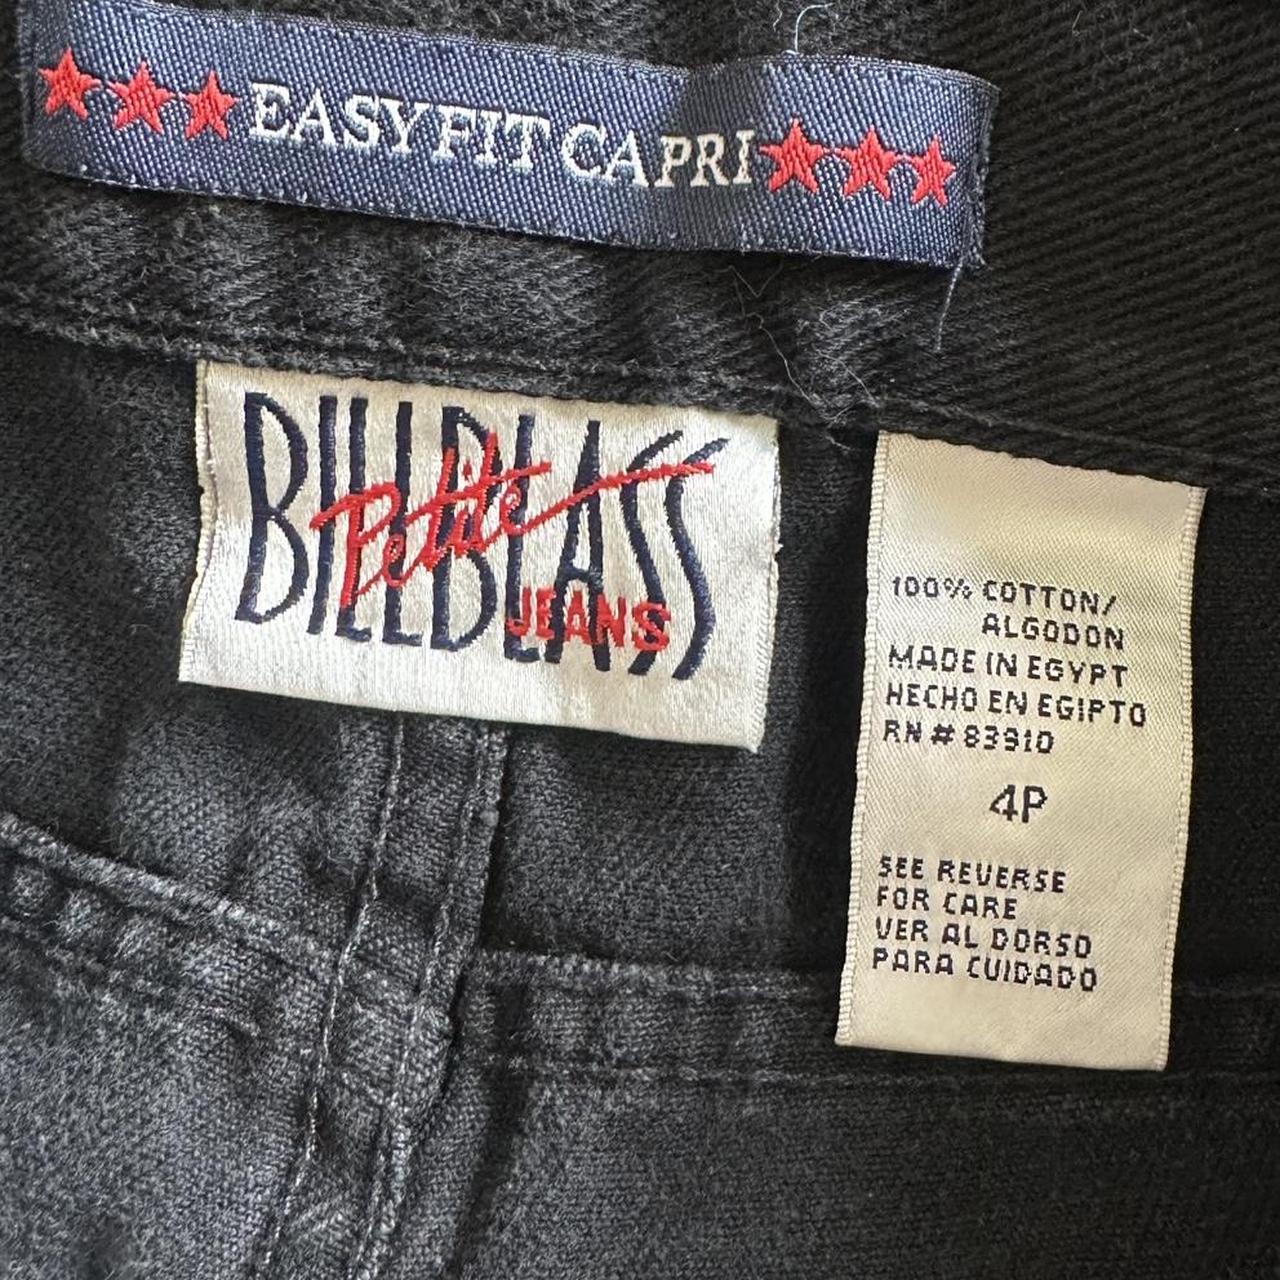 EASY FIT CAPRI
BILL BLASS
Petite
JEANS
100% COTTON/
ALGODON
MADE IN EGYPT
HECHO EN EGIPTO
RN # 83910
4P
SEE REVERSE
FOR CARE
VER AL DORSO
PARA CUIDADO